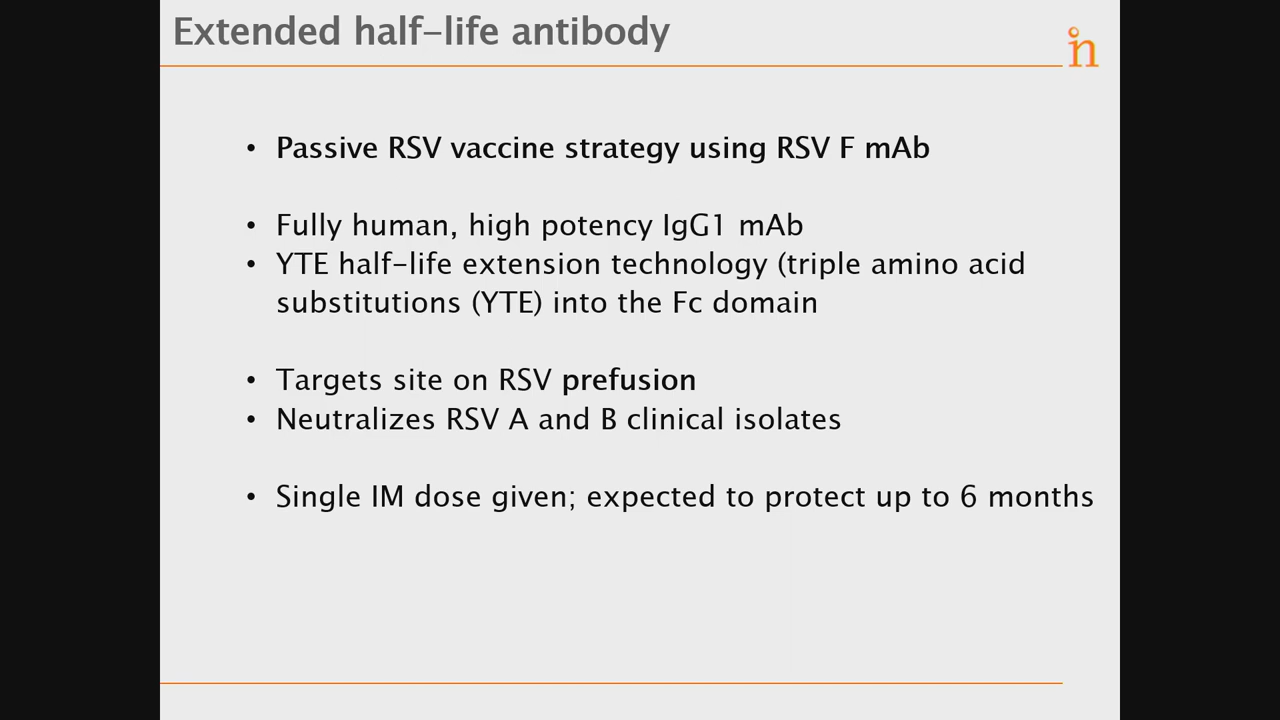 Extended half-life antibody
in
• Passive RSV vaccine strategy using RSV F mAb
• Fully human, high potency IgG1 mAb
• YTE half-life extension technology (triple amino acid
substitutions (YTE) into the Fc domain
• Targets site on RSV prefusion
• Neutralizes RSV A and B clinical isolates
• Single IM dose given; expected to protect up to 6 months